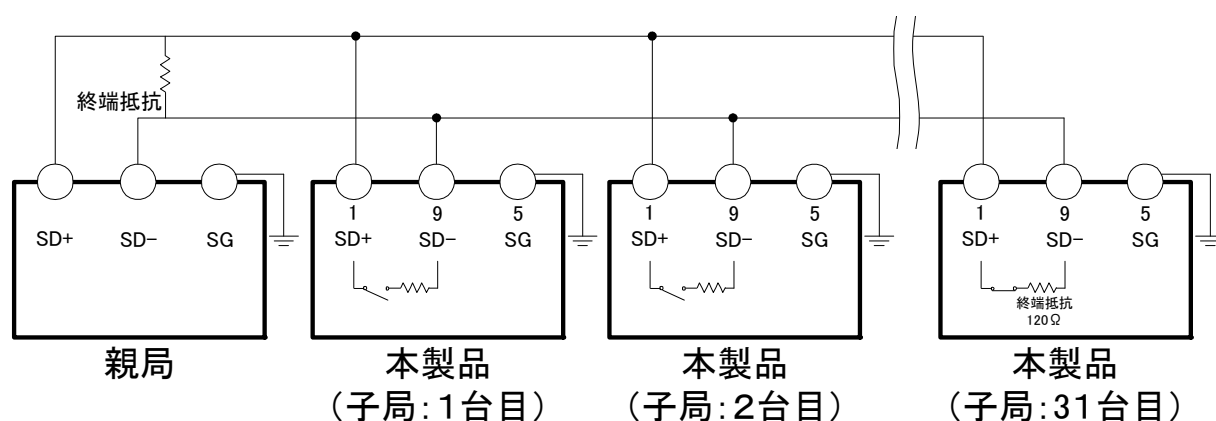 終端抵抗
SD+ SD- SG
1 9 5
SD+ SD- SG
1 9 5
SD+ SD- SG
1 9 5
SD+ SD- SG
終端抵抗
120Ω
親局
本製品
(子局:1台目)
本製品
(子局:2台目)
本製品
(子局:31台目)